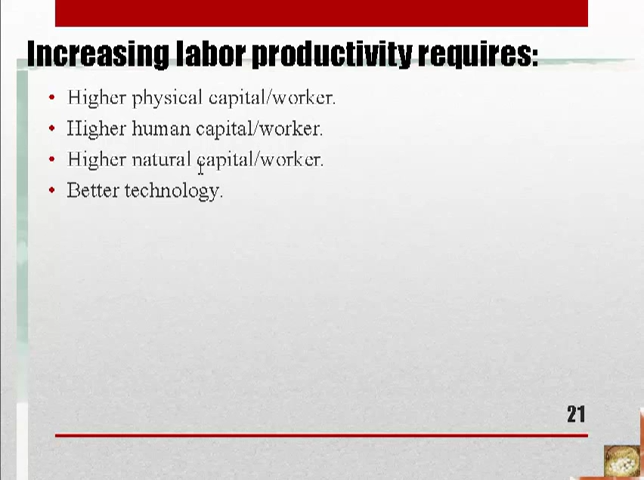 Increasing labor productivity requires:
• Higher physical capital/worker.
• Higher human capital/worker.
• Higher natural capital/worker.
• Better technology.
21